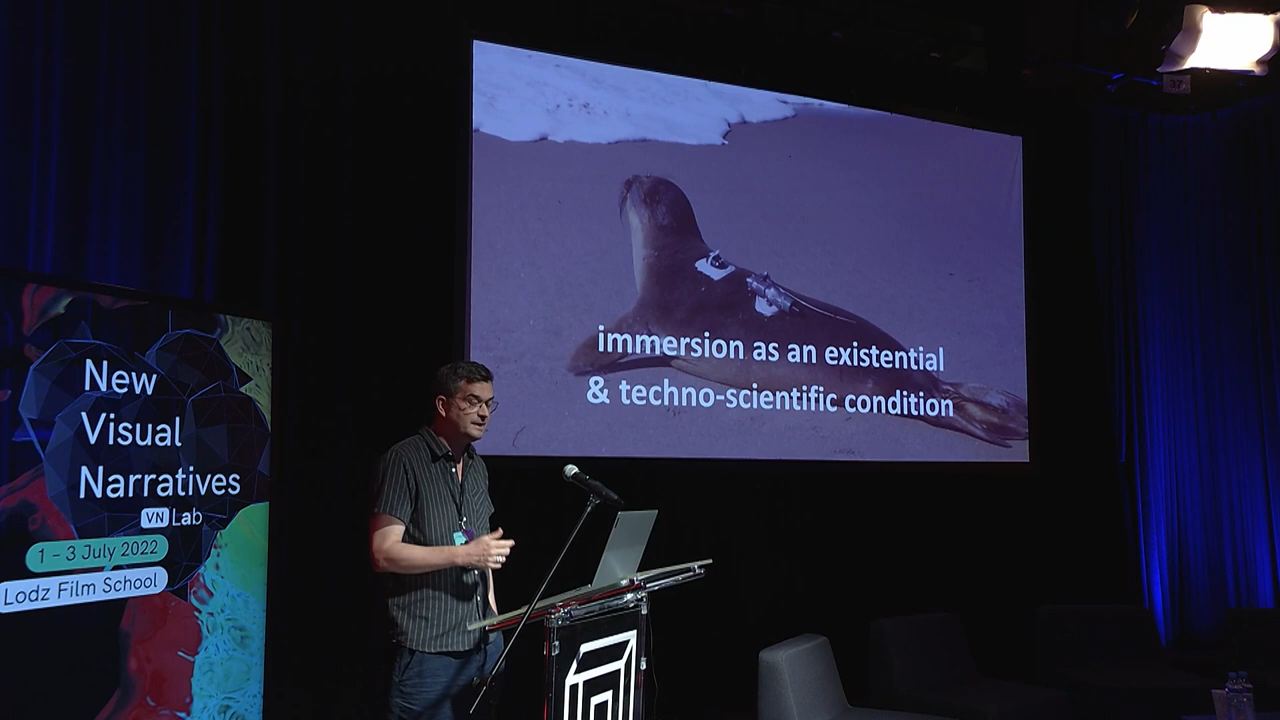 New
Visual
Narratives
VN Lab
1 – 3 July 2022
Lodz Film School
immersion as an existential
& techno-scientific condition
37